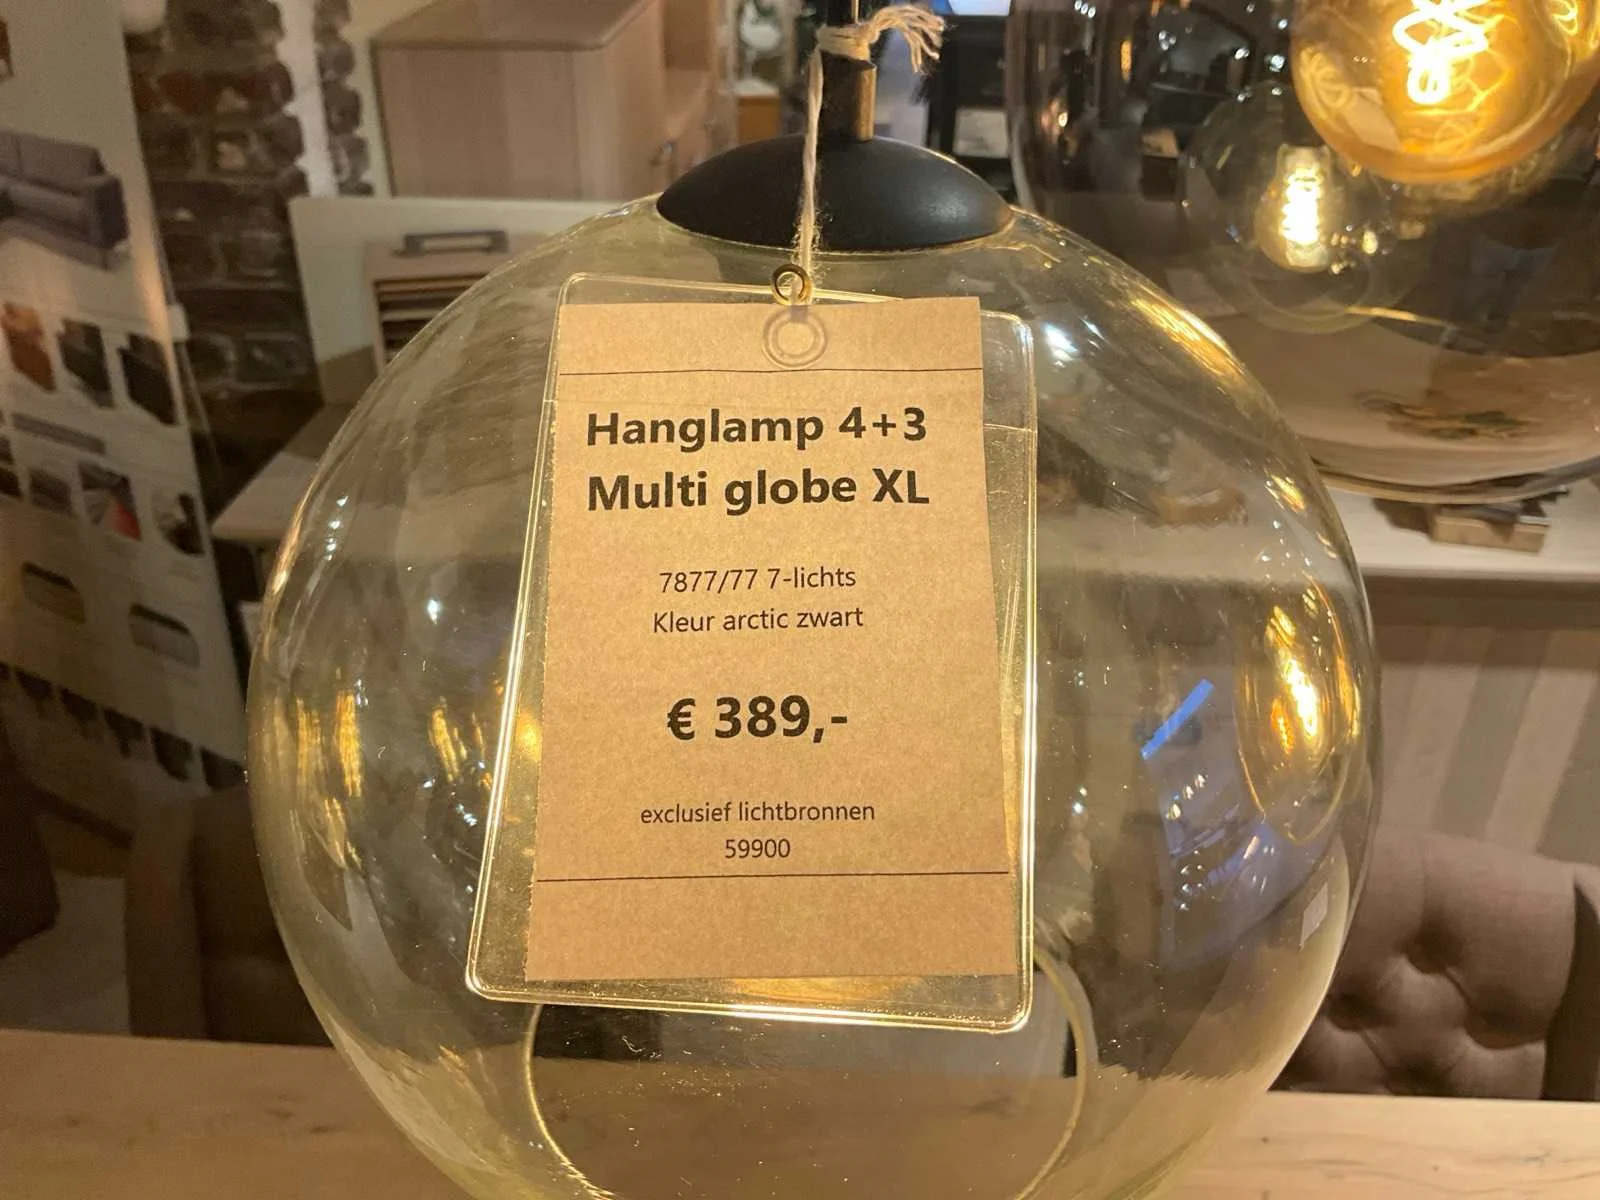 Hanglamp 4+3
Multi globe XL
7877/77 7-lichts
Kleur arctic zwart
€ 389,-
exclusief lichtbronnen
59900